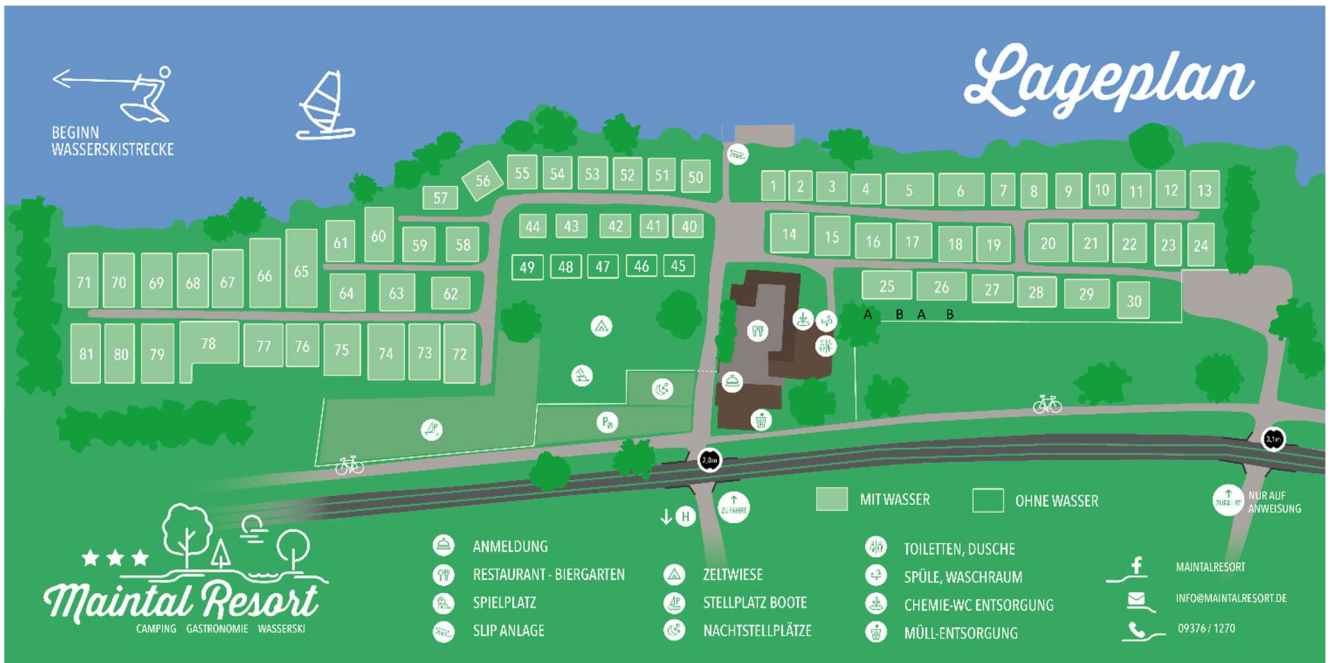 Lageplan
BEGINN
WASSERSKISTRECKE
55 54 53 52 51 50
56
57
1 2 3 4 5 6 7 8 9 10 11 12 13
44 43 42 41 40
61 60 59 58
14 15 16 17 18 19 20 21 22 23 24
49 48 47 46 45
71 70 69 68 67 66 65
64 63 62
25 26 27 28 29 30
A B A B
81 80 79 78 77 76 75 74 73 72
P
P
2,8m
3,1m
MIT WASSER
OHNE WASSER
ZUFAHRT
ZUFAHRT
NUR AUF
ANWEISUNG
H
ANMELDUNG
RESTAURANT - BIERGARTEN
SPIELPLATZ
SLIP ANLAGE
ZELTWIESE
STELLPLATZ BOOTE
NACHTSTELLPLÄTZE
TOILETTEN, DUSCHE
SPÜLE, WASCHRAUM
CHEMIE-WC ENTSORGUNG
MÜLL-ENTSORGUNG
MAINTALRESORT
INFO@MAINTALRESORT.DE
09376 / 1270
Maintal Resort
CAMPING GASTRONOMIE WASSERSKI